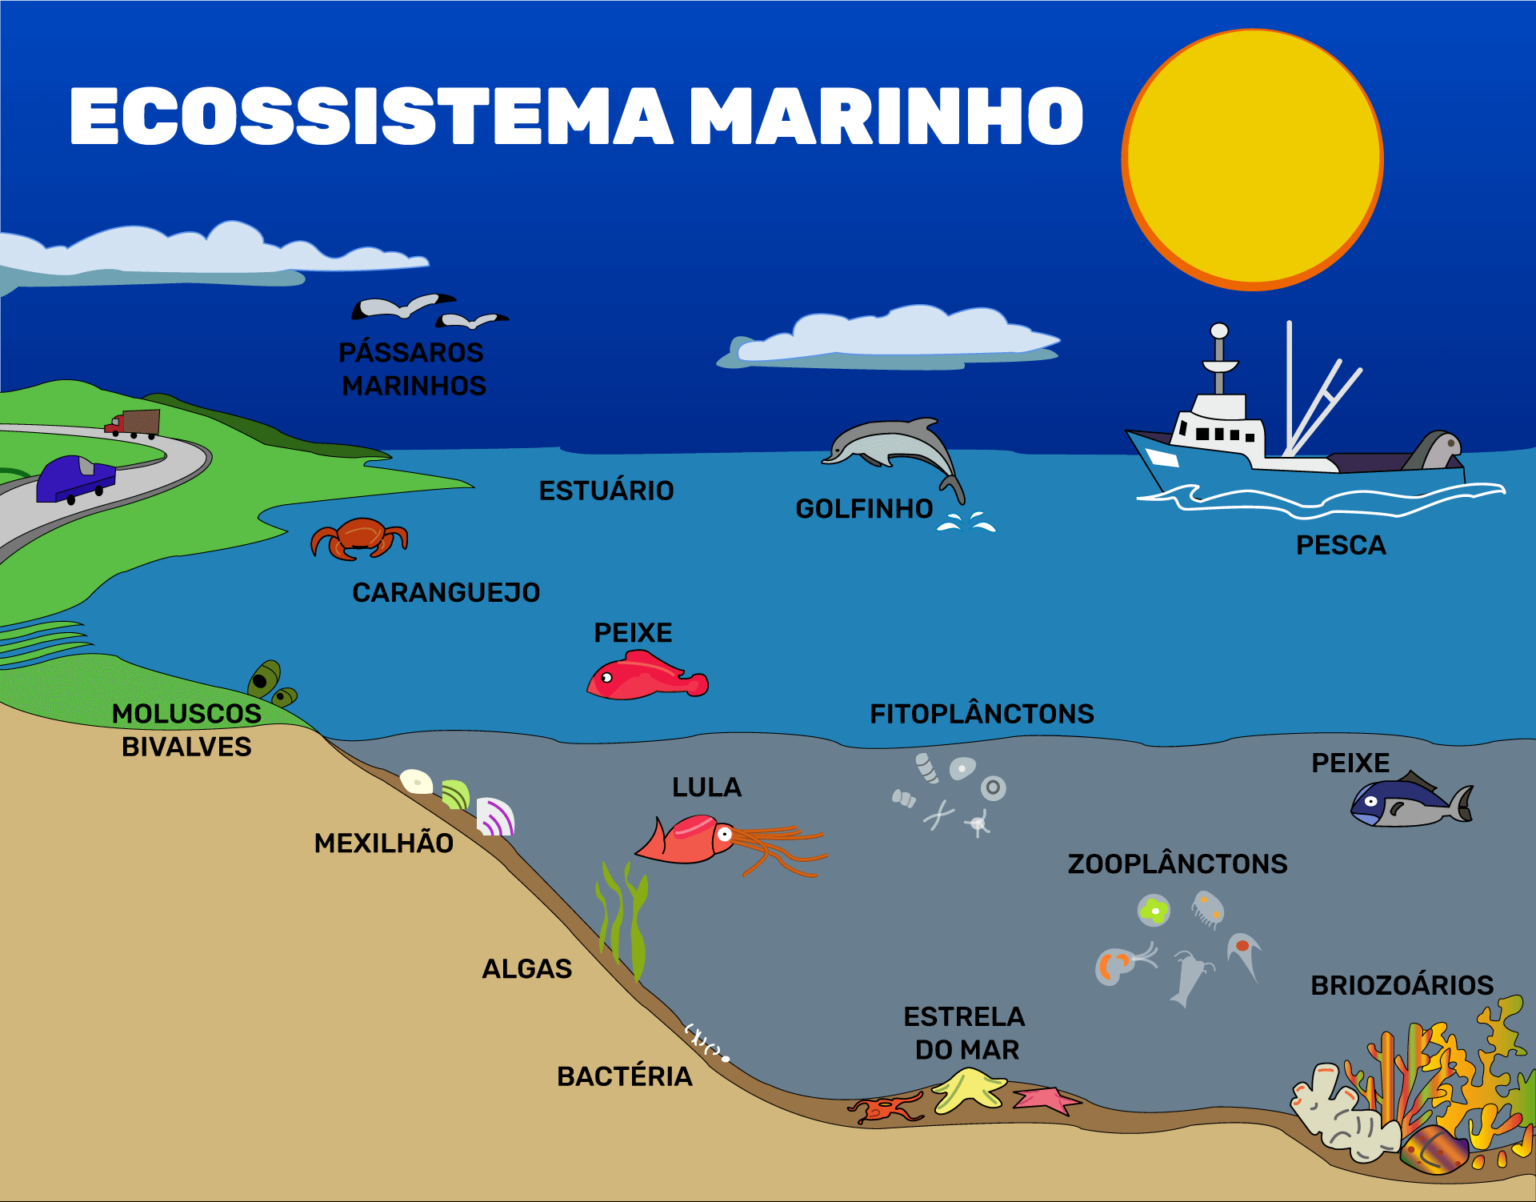 ECOSSISTEMA MARINHO
PÁSSAROS
MARINHOS
ESTUÁRIO
GOLFINHO
PESCA
CARANGUEJO
PEIXE
MOLUSCOS
BIVALVES
FITOPLÂNCTONS
PEIXE
LULA
MEXILHÃO
ZOOPLÂNCTONS
ALGAS
BRIOZOÁRIOS
ESTRELA
DO MAR
BACTÉRIA